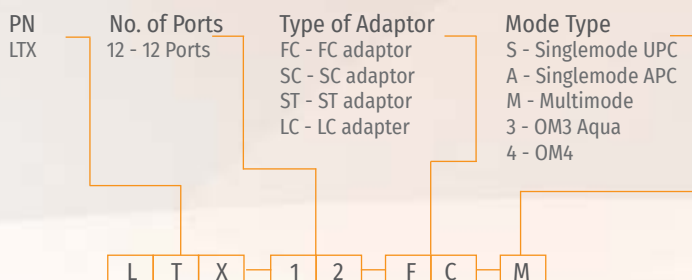 PN
LTX
No. of Ports
12 - 12 Ports
Type of Adaptor
FC - FC adaptor
SC - SC adaptor
ST - ST adaptor
LC - LC adapter
Mode Type
S - Singlemode UPC
A - Singlemode APC
M - Multimode
3 - OM3 Aqua
4 - OM4
L T X - 1 2 - F C - M